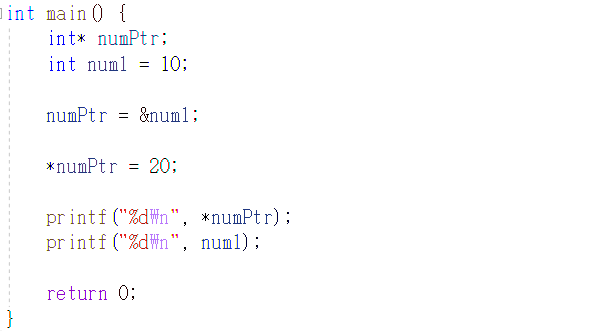 int main() {
int* numPtr;
int num1 = 10;
numPtr = &num1;
*numPtr = 20;
printf("%d₩n", *numPtr);
printf("%d₩n", num1);
return 0;
}